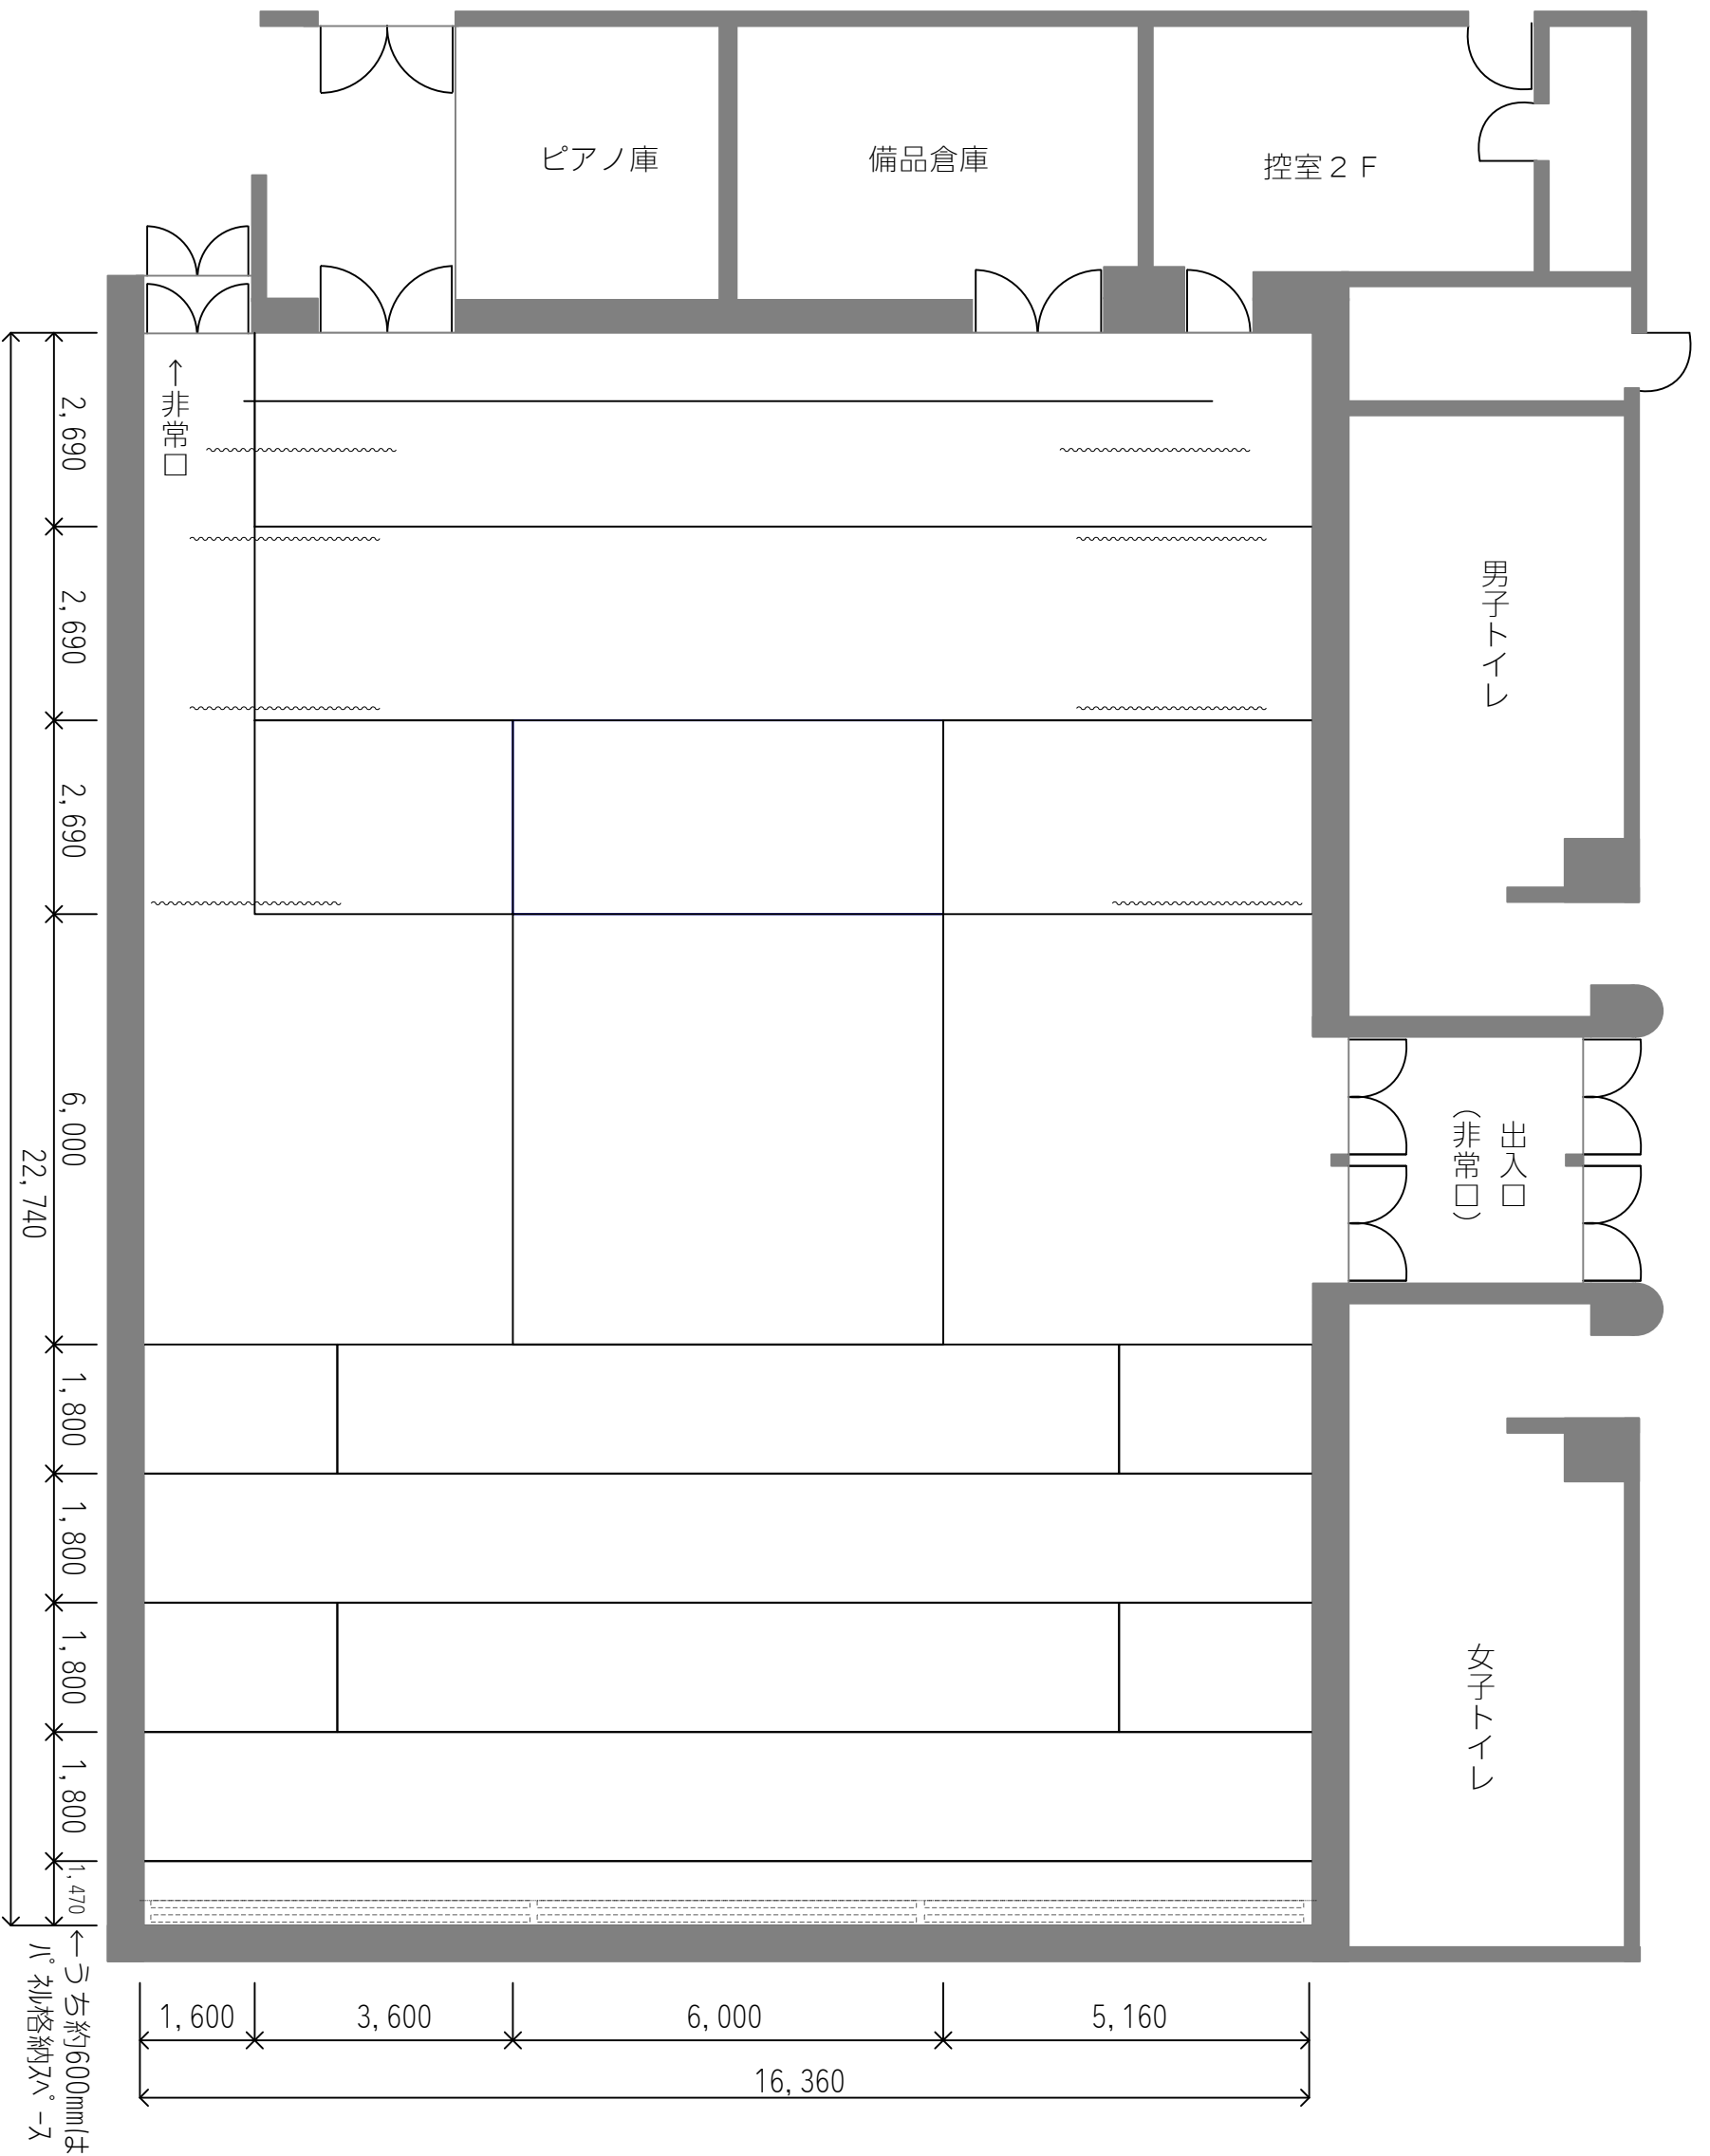 ピアノ庫
備品倉庫
控室２Ｆ
←非常口
男子トイレ
出入口
(非常口)
女子トイレ
2,690
2,690
2,690
6,000
1,800
1,800
1,800
1,800
1,470
22,740
←うち約600mmは
ﾊﾟﾈﾙ格納ｽﾍﾟｰｽ
1,600
3,600
6,000
5,160
16,360